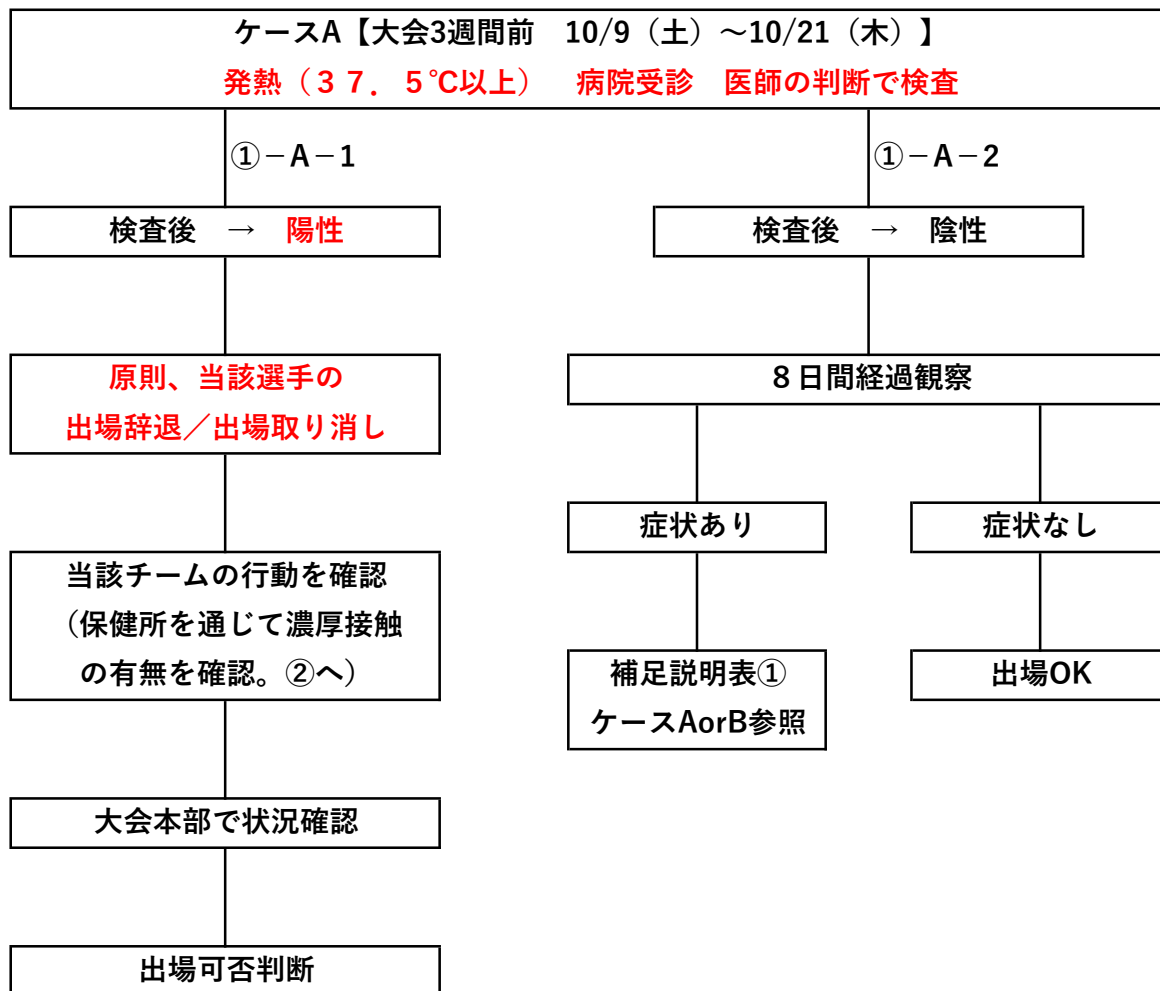 ケースA【大会3週間前　10/9（土）～10/21（木）】
発熱（３７．５℃以上）　病院受診　医師の判断で検査
①－A－1
検査後　→　陽性
原則、当該選手の
出場辞退／出場取り消し
当該チームの行動を確認
（保健所を通じて濃厚接触
の有無を確認。②へ）
大会本部で状況確認
出場可否判断
①－A－2
検査後　→　陰性
８日間経過観察
症状あり
補足説明表①
ケースAorB参照
症状なし
出場OK